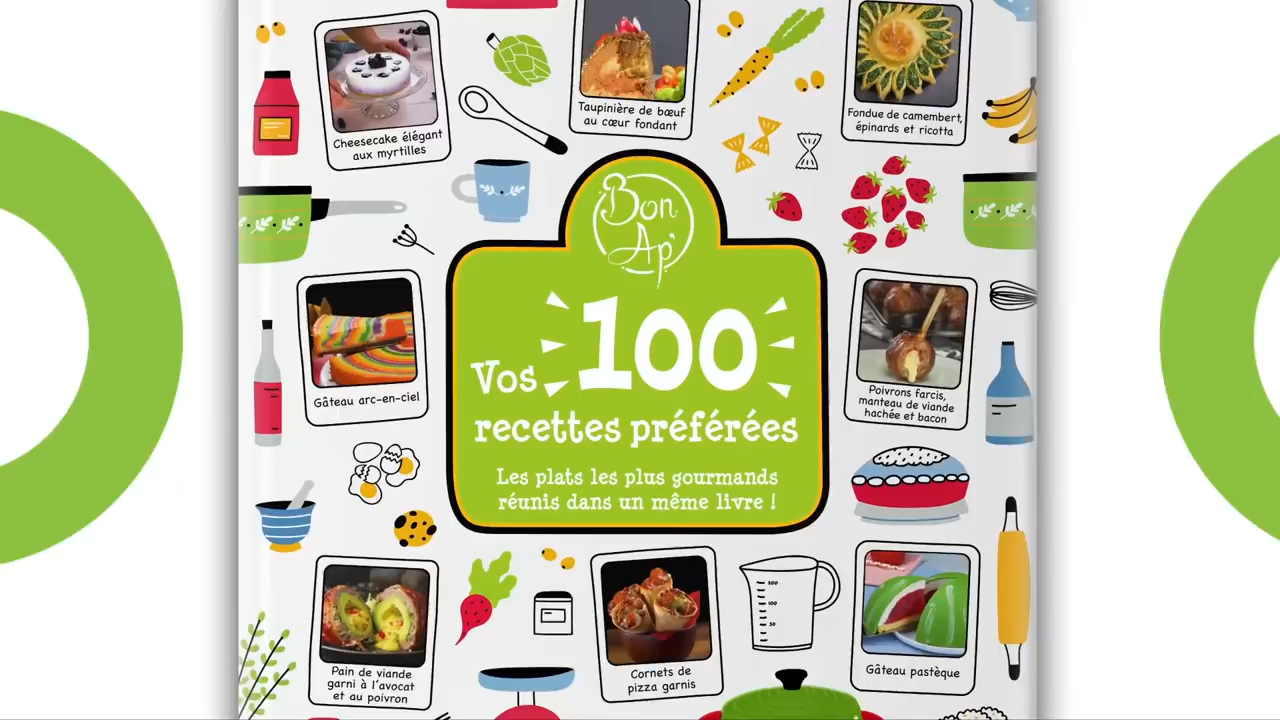 Cheesecake élégant
aux myrtilles
Taupinière de bœuf
au cœur fondant
Fondue de camembert,
épinards et ricotta
Bon
Ap'
Vos 100
recettes préférées
Les plats les plus gourmands
réunis dans un même livre !
Gâteau arc-en-ciel
Poivrons farcis,
manteau de viande
hachée et bacon
Pain de viande
garni à l'avocat
et au poivron
Cornets de
pizza garnis
200
100
50
Gâteau pastèque